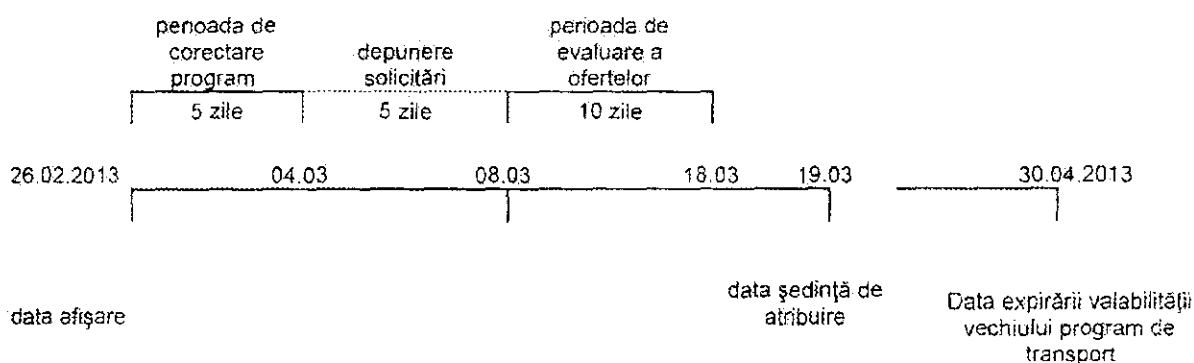 perioada de
corectare
program
depunere
solicitări
perioada de
evaluare a
ofertelor
5 zile
5 zile
10 zile
26.02.2013
04.03
08.03
18.03
19.03
30.04.2013
data afişare
data şedinţă de
atribuire
Data expirării valabilităţii
vechiului program de
transport